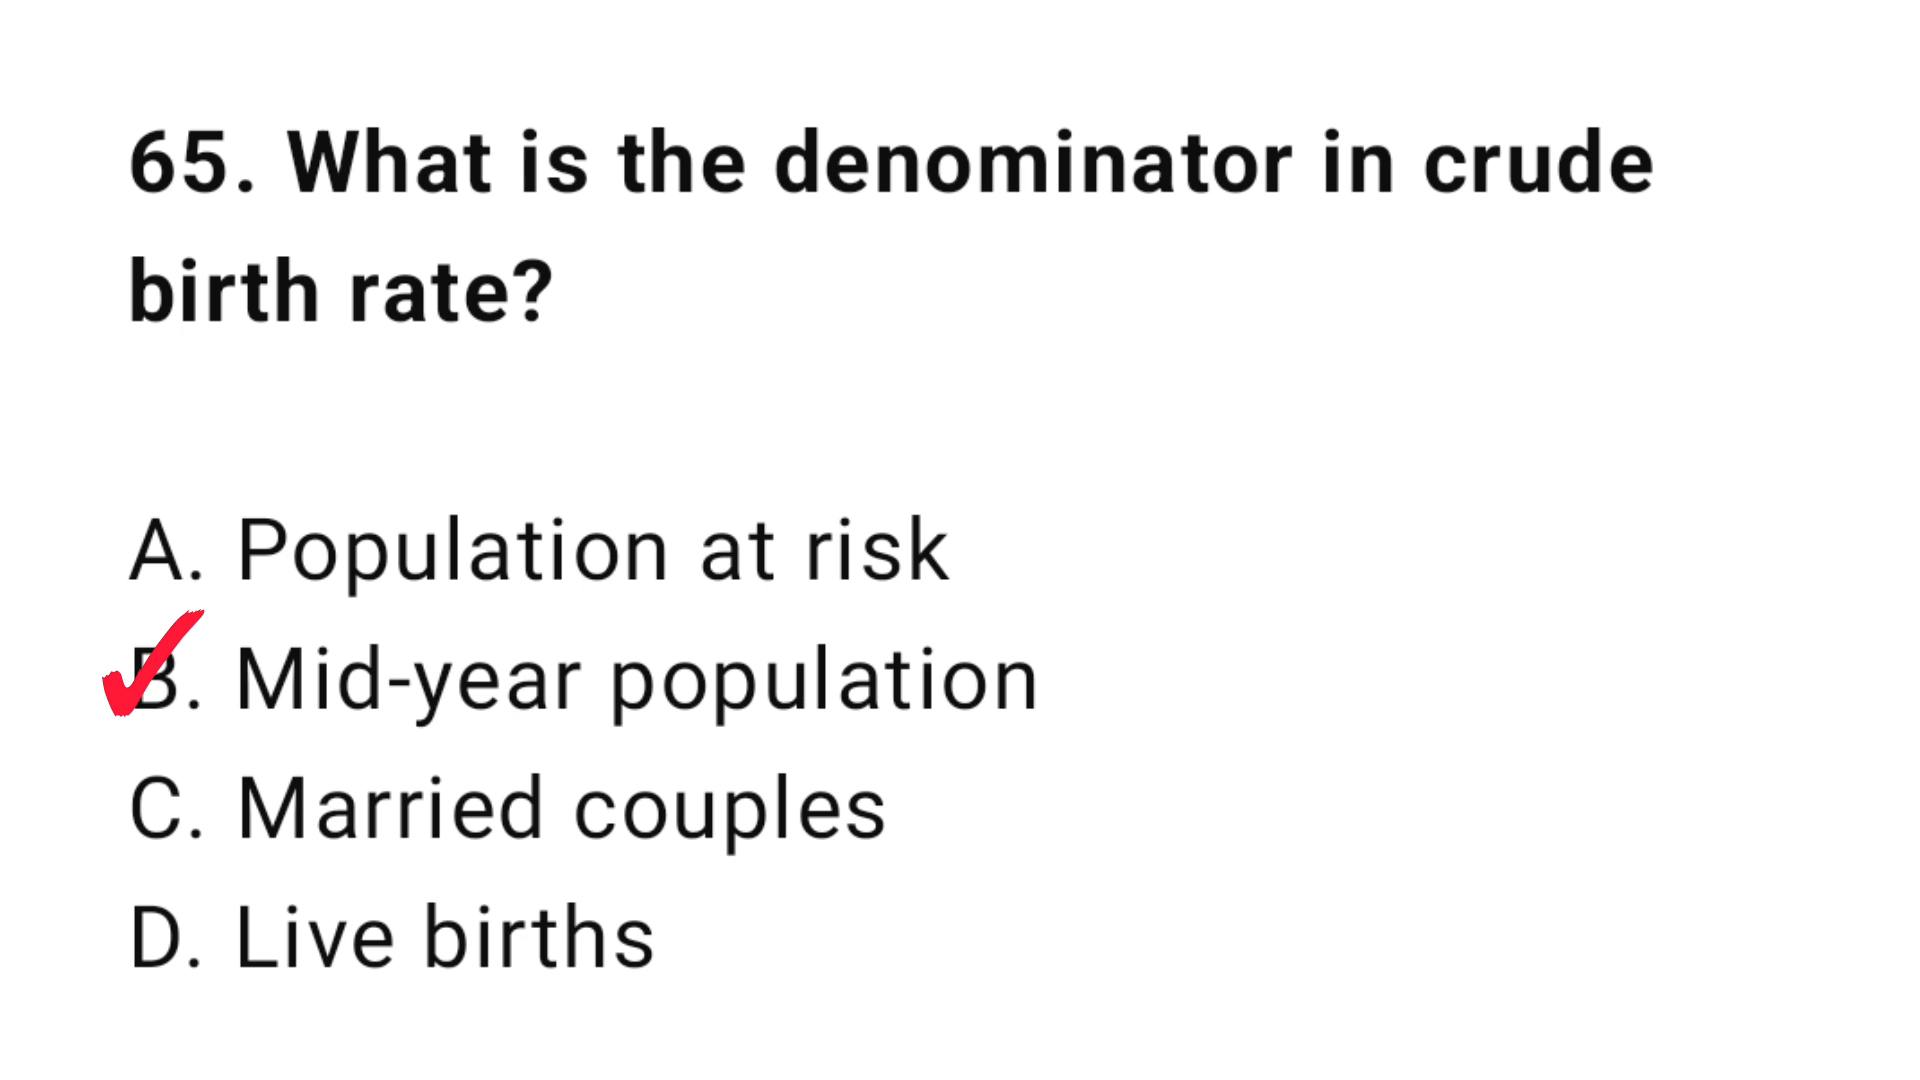 65. What is the denominator in crude
birth rate?
A. Population at risk
B. Mid-year population
C. Married couples
D. Live births